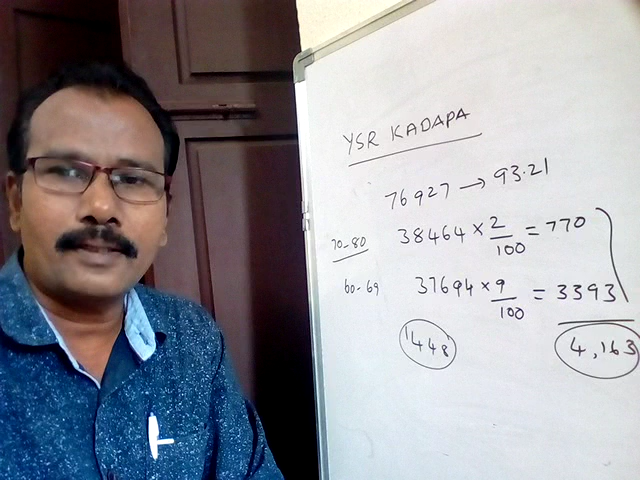 YSR KADAPA
76927 → 93.21
70-80 38464 × 2/100 = 770
60-69 37694 × 9/100 = 3393
1448 4,163